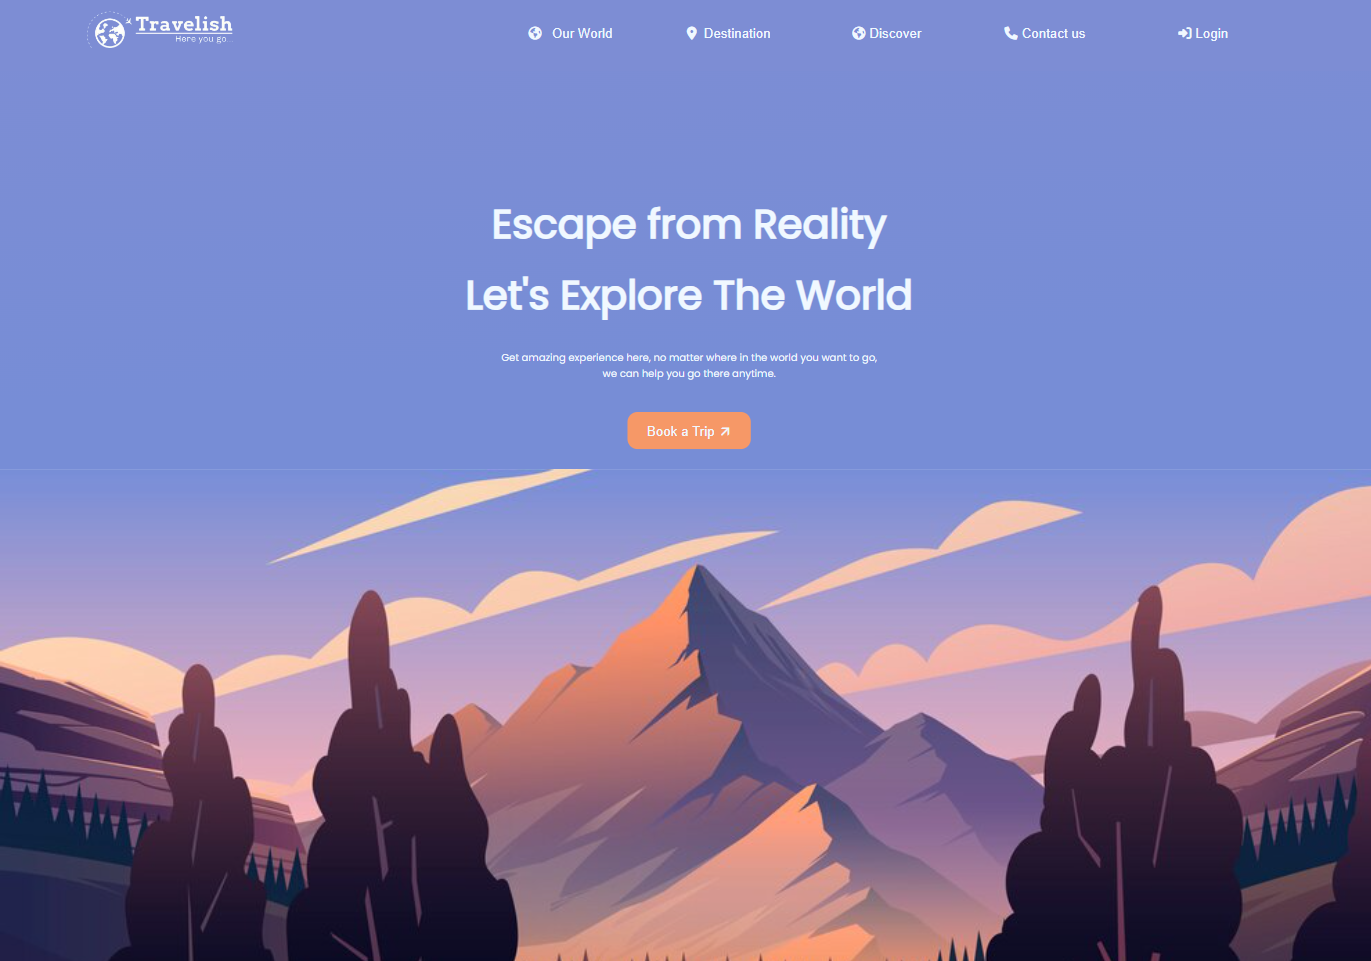 Travelish
Here you go...
Our World
Destination
Discover
Contact us
Login
Escape from Reality
Let's Explore The World
Get amazing experience here, no matter where in the world you want to go,
we can help you go there anytime.
Book a Trip